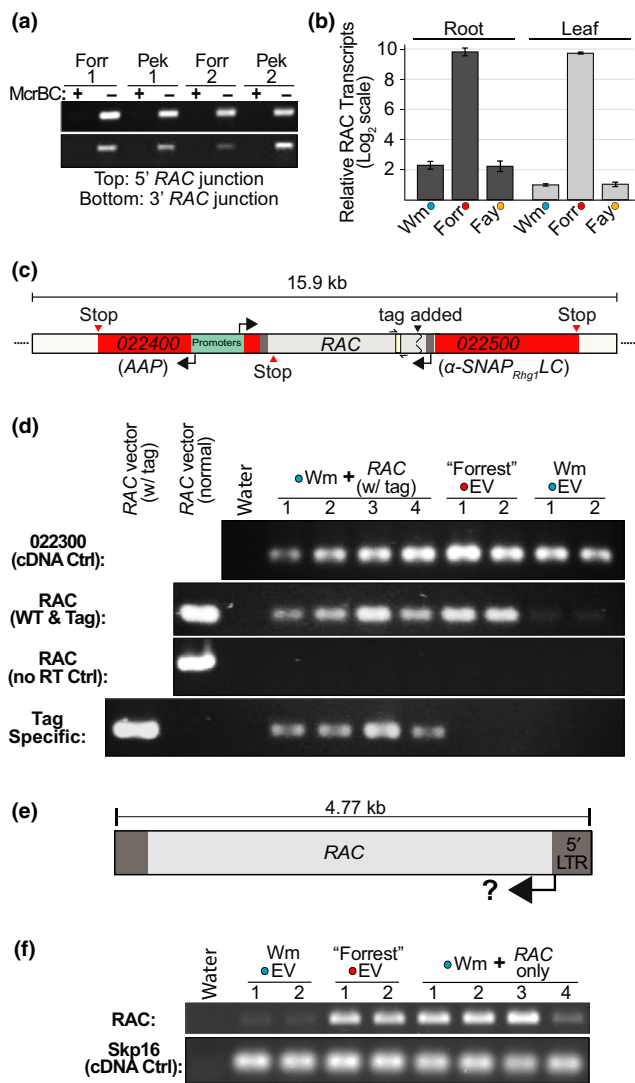 (a)
Forr Pek Forr Pek
1 1 2 2
McrBC: + – + – + – + –
Top: 5' RAC junction
Bottom: 3' RAC junction
(b)
Root Leaf
Relative RAC Transcripts
(Log2 scale)
10
8
6
4
2
Wm Forr Fay Wm Forr Fay
(c)
15.9 kb
Stop tag added Stop
022400 Promoters RAC 022500
(AAP) Stop (α-SNAPRhg1LC)
(d)
RAC vector
(w/ tag)
RAC vector
(normal)
Water
Wm + RAC
(w/ tag)
1 2 3 4
"Forrest"
EV
1 2
Wm
EV
1 2
022300
(cDNA Ctrl):
RAC
(WT & Tag):
RAC
(no RT Ctrl):
Tag
Specific:
(e)
4.77 kb
RAC
5'
LTR
?
(f)
Water
Wm
EV
1 2
"Forrest"
EV
1 2
Wm + RAC
only
1 2 3 4
RAC:
Skp16
(cDNA Ctrl):